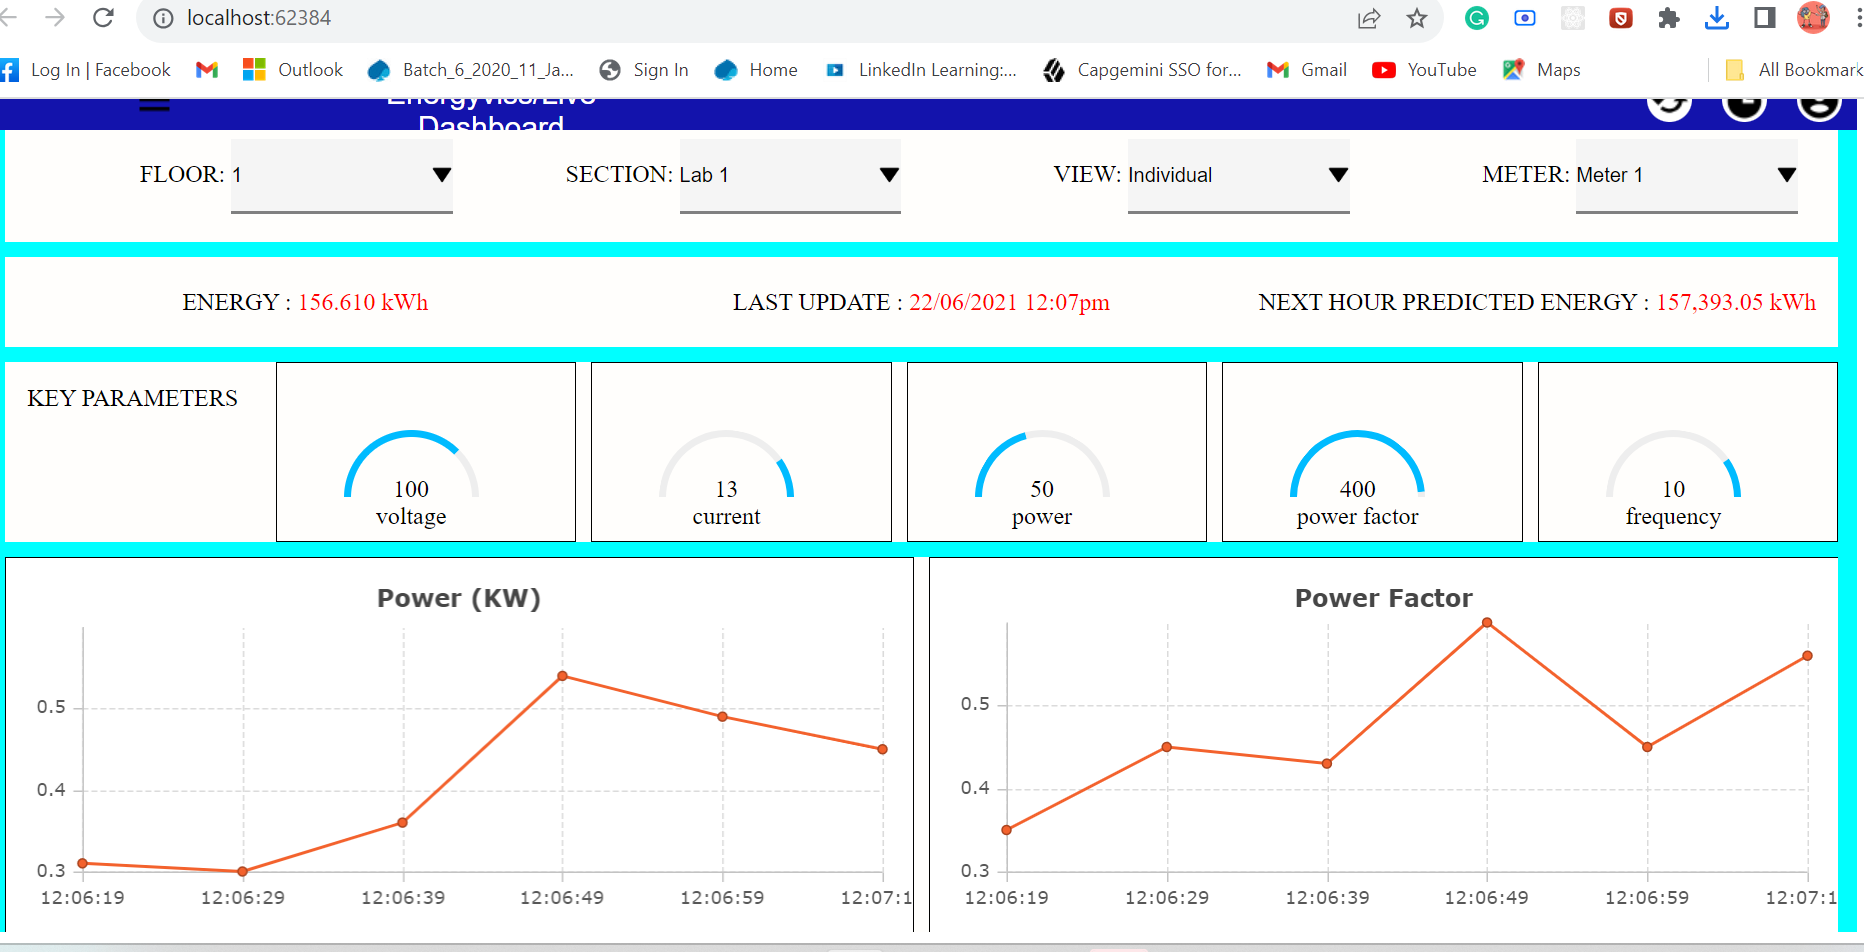 localhost:62384
Log In | Facebook
Outlook
Batch_6_2020_11_Ja...
Sign In
Home
LinkedIn Learning:...
Capgemini SSO for...
Gmail
YouTube
Maps
All Bookmark
Dashboard
FLOOR: 1
SECTION: Lab 1
VIEW: Individual
METER: Meter 1
ENERGY : 156.610 kWh
LAST UPDATE : 22/06/2021 12:07pm
NEXT HOUR PREDICTED ENERGY : 157,393.05 kWh
KEY PARAMETERS
100
voltage
13
current
50
power
400
power factor
10
frequency
Power (KW)
0.5
0.4
0.3
12:06:19 12:06:29 12:06:39 12:06:49 12:06:59 12:07:1
Power Factor
0.5
0.4
0.3
12:06:19 12:06:29 12:06:39 12:06:49 12:06:59 12:07:1